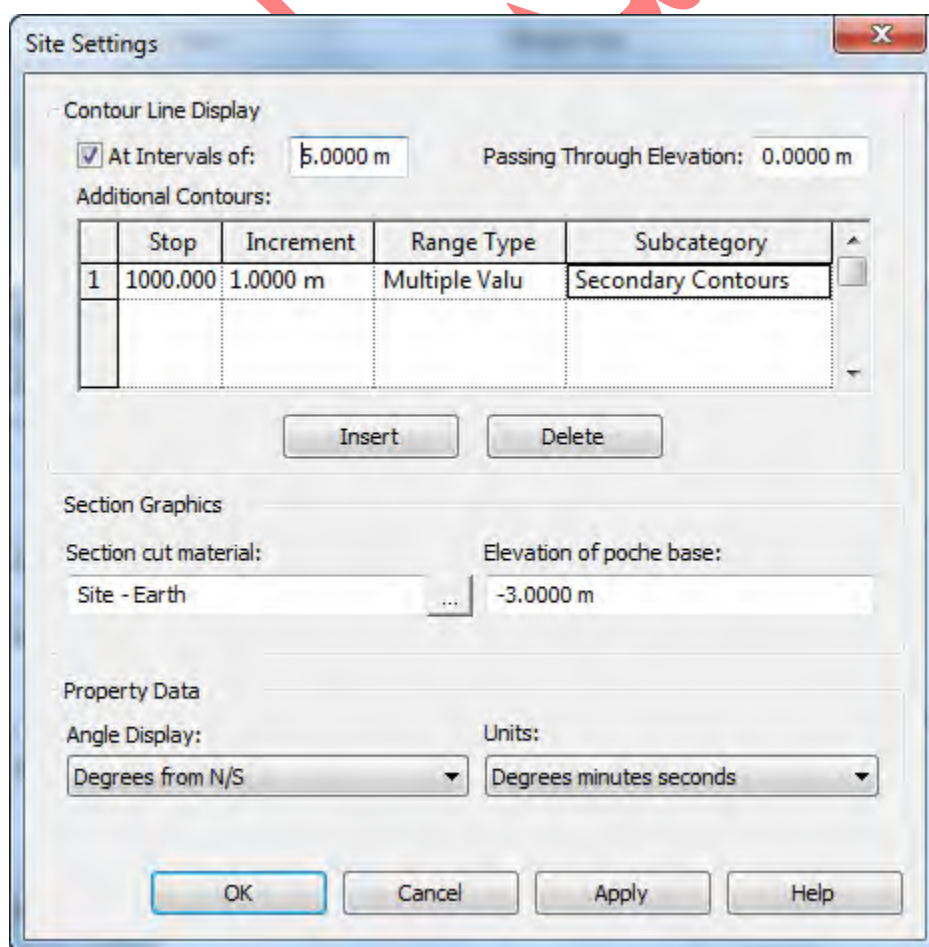 Site Settings
Contour Line Display
At Intervals of: 5.0000 m Passing Through Elevation: 0.0000 m
Additional Contours:
Stop Increment Range Type Subcategory
1 1000.000 1.0000 m Multiple Valu Secondary Contours
Insert Delete
Section Graphics
Section cut material: Elevation of poche base:
Site - Earth ... -3.0000 m
Property Data
Angle Display: Units:
Degrees from N/S Degrees minutes seconds
OK Cancel Apply Help